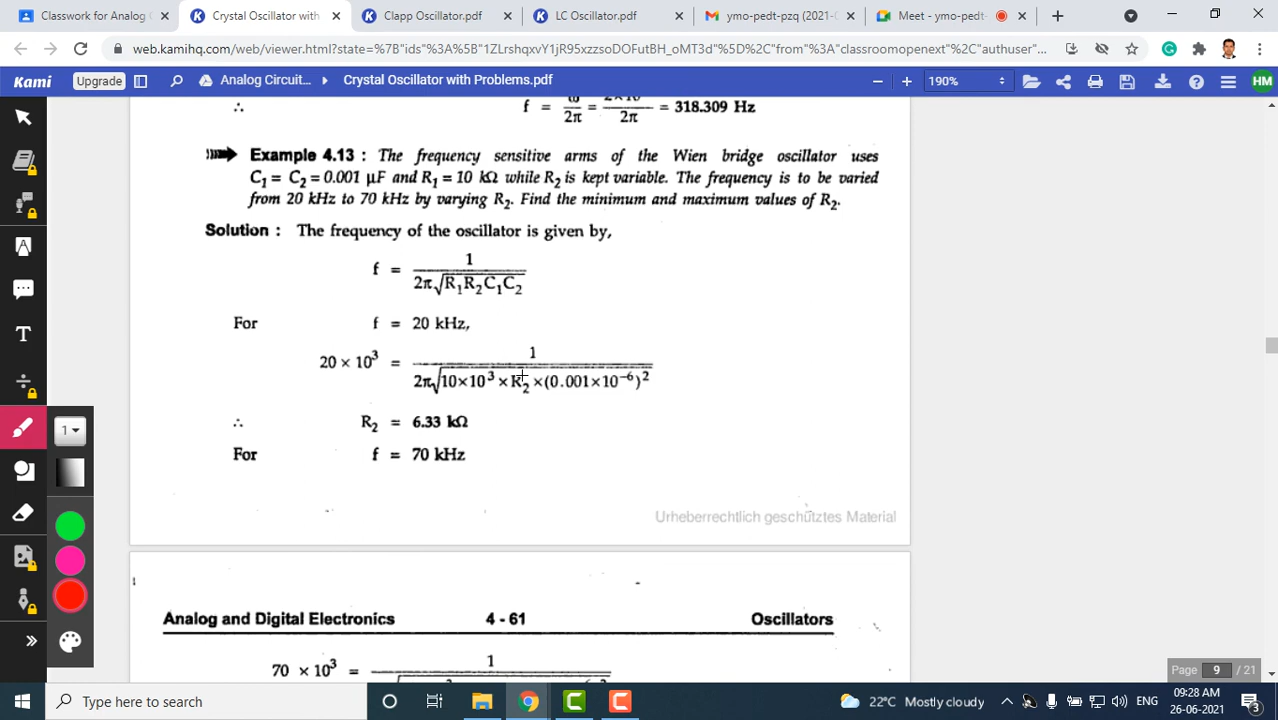 Classwork for Analog
Crystal Oscillator with
Clapp Oscillator.pdf
LC Oscillator.pdf
ymo-pedt-pzq (2021-
Meet - ymo-pedt-
web.kamihq.com/web/viewer.html?state=%7B"ids"%3A%5B"1ZLrshqxvY1jR95xzzsoDOFutBH_oMT3d"%5D%2C"from"%3A"classroomopenext"%2C"authuser"...
Kami Upgrade Analog Circuit... Crystal Oscillator with Problems.pdf 190% HM
∴ f = ω/2π = /2π = 318.309 Hz
Example 4.13 : The frequency sensitive arms of the Wien bridge oscillator uses
C₁ = C₂ = 0.001 μF and R₁ = 10 kΩ while R₂ is kept variable. The frequency is to be varied
from 20 kHz to 70 kHz by varying R₂. Find the minimum and maximum values of R₂.
Solution : The frequency of the oscillator is given by,
f = 1/2π√R₁R₂C₁C₂
For f = 20 kHz,
20 × 10³ = 1/2π√10×10³×R₂×(0.001×10⁻⁶)²
∴ R₂ = 6.33 kΩ
For f = 70 kHz
Urheberrechtlich geschütztes Material
Analog and Digital Electronics 4 - 61 Oscillators
70 × 10³ = 1
1
T
Page 9 / 21
Type here to search
22°C Mostly cloudy
ENG
09:28 AM
26-06-2021
3